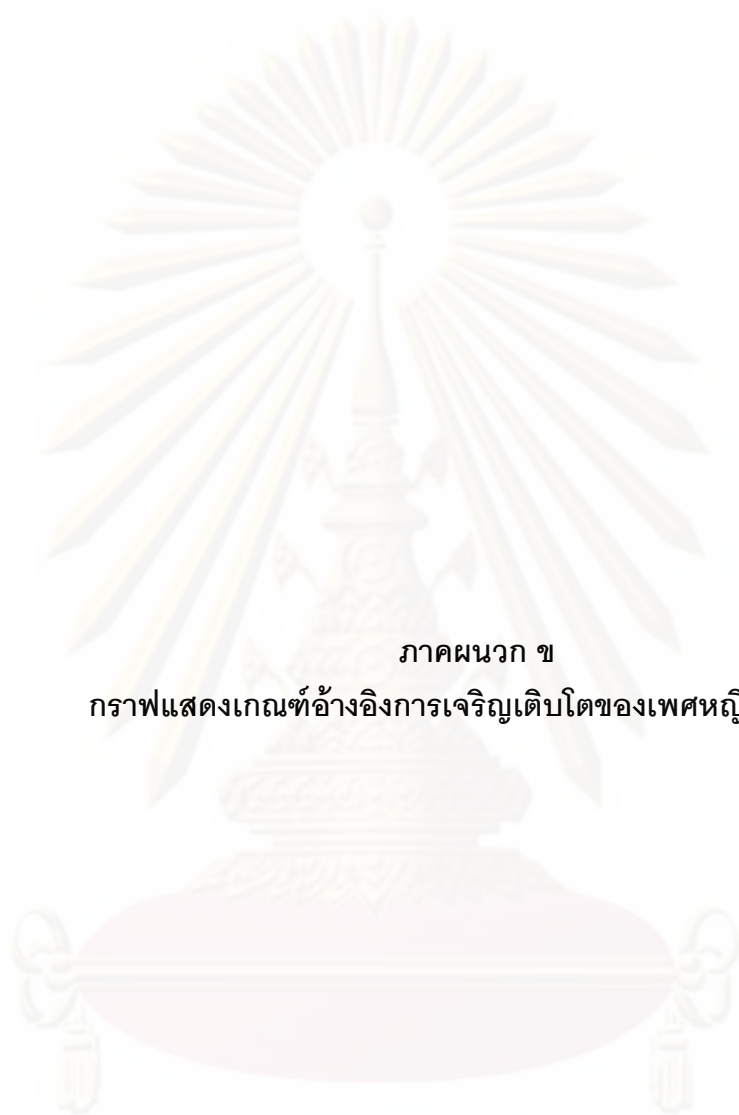 ภาคผนวก ข
กราฟแสดงเกณฑ์อ้างอิงการเจริญเติบโตของเพศหญิ